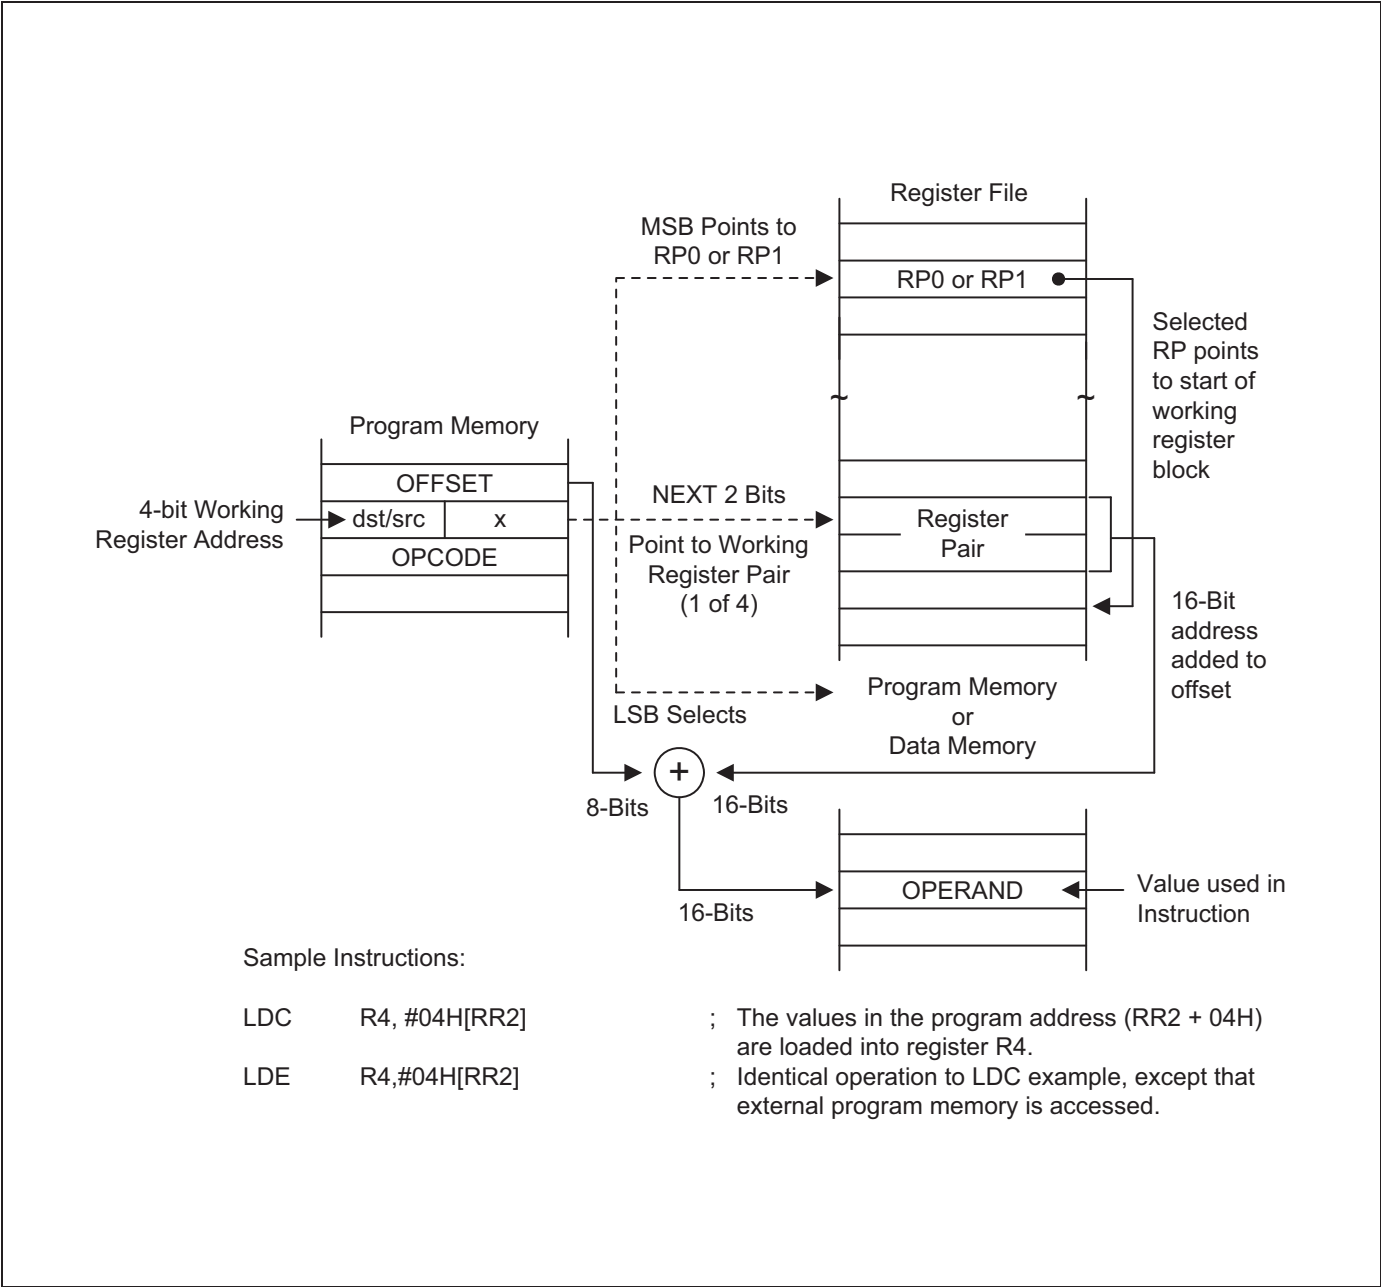 Register File
MSB Points to
RP0 or RP1
RP0 or RP1
Selected
RP points
to start of
working
register
block
Program Memory
OFFSET
4-bit Working
Register Address
dst/src
x
OPCODE
NEXT 2 Bits
Point to Working
Register Pair
(1 of 4)
Register
Pair
16-Bit
address
added to
offset
LSB Selects
Program Memory
or
Data Memory
+
8-Bits
16-Bits
16-Bits
OPERAND
Value used in
Instruction
Sample Instructions:
LDC R4, #04H[RR2] ; The values in the program address (RR2 + 04H)
are loaded into register R4.
LDE R4,#04H[RR2] ; Identical operation to LDC example, except that
external program memory is accessed.
~
~